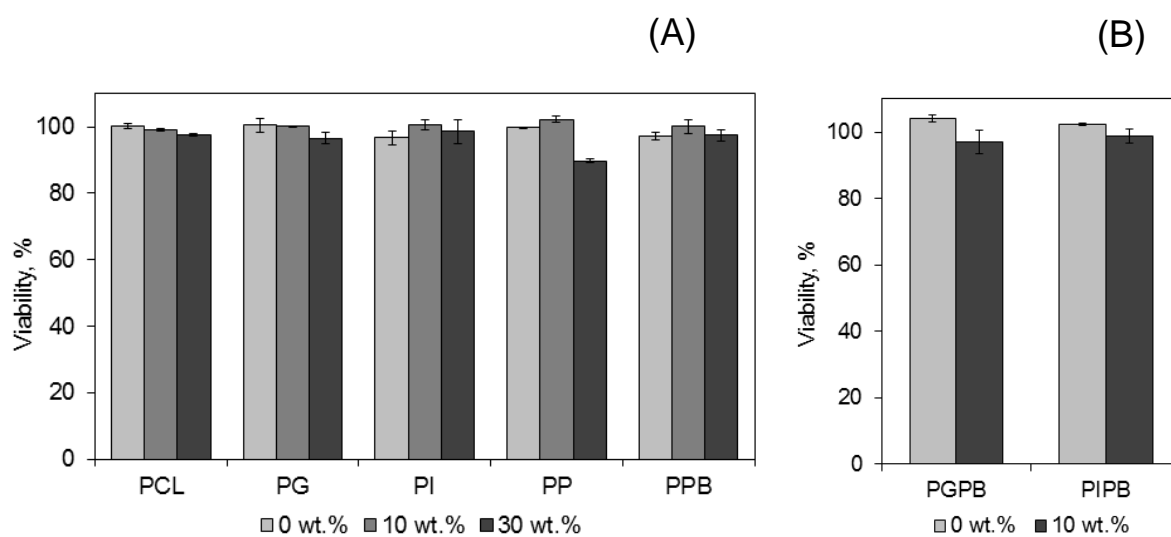 (A)
(B)
Viability, %
100
80
60
40
20
0
PCL PG PI PP PPB
0 wt.% 10 wt.% 30 wt.%
Viability, %
100
80
60
40
20
0
PGPB PIPB
0 wt.% 10 wt.%